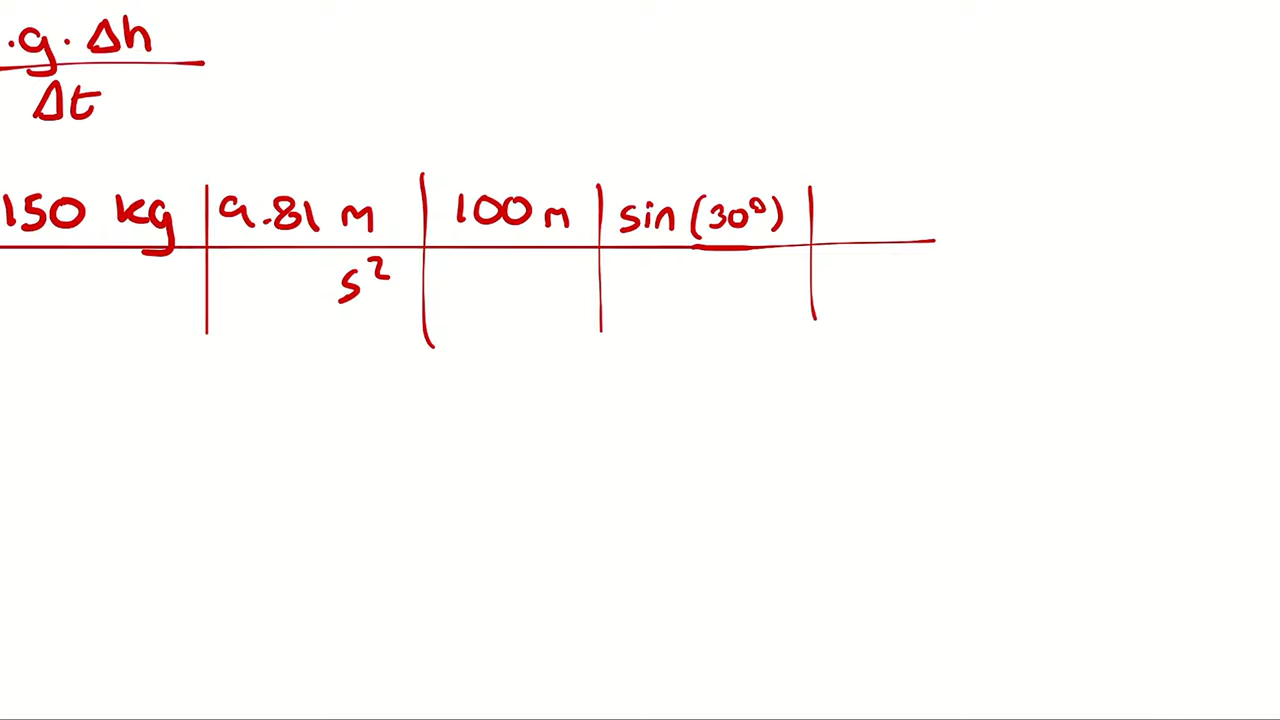 ·g·Δh
Δt
150 kg | 9.81 m | 100 m | sin (30°) |
s²